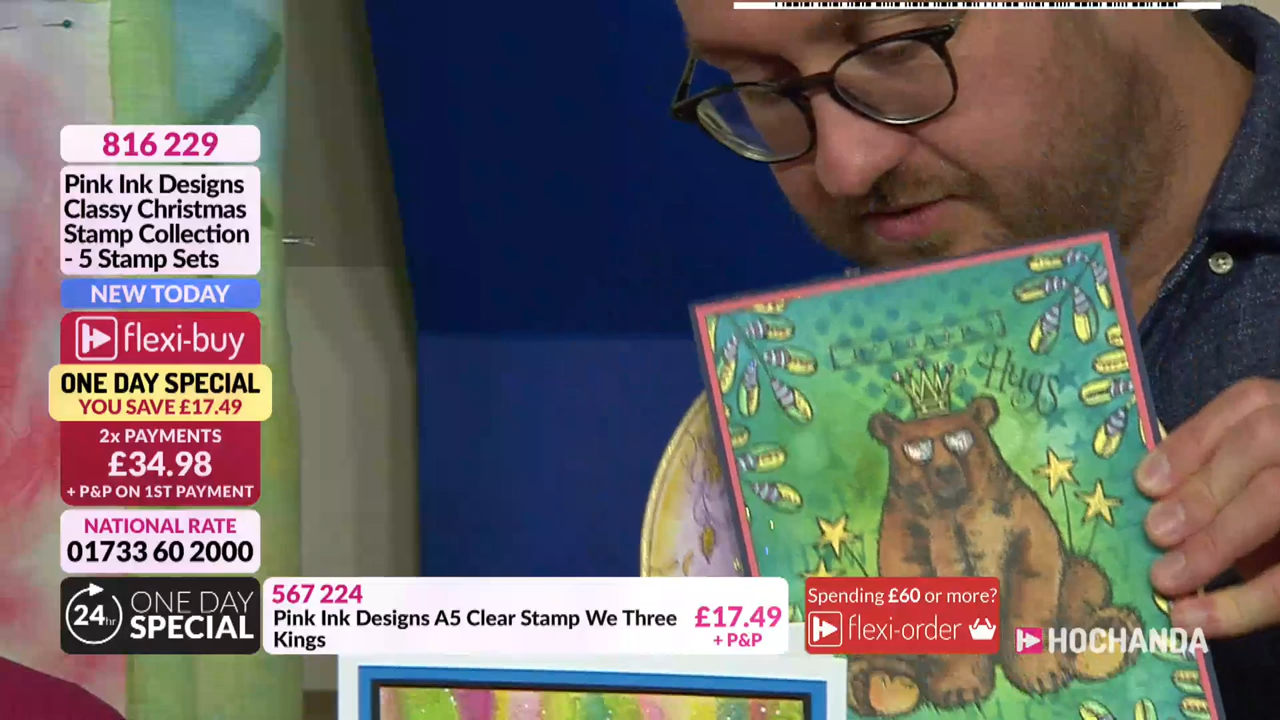 816 229
Pink Ink Designs
Classy Christmas
Stamp Collection
- 5 Stamp Sets
NEW TODAY
flexi-buy
ONE DAY SPECIAL
YOU SAVE £17.49
2x PAYMENTS
£34.98
+ P&P ON 1ST PAYMENT
NATIONAL RATE
01733 60 2000
24hr
ONE DAY
SPECIAL
567 224
Pink Ink Designs A5 Clear Stamp We Three
Kings
£17.49
+ P&P
Spending £60 or more?
flexi-order
HOCHANDA
Hugs